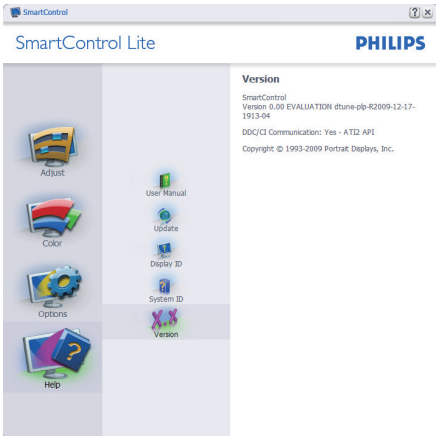 SmartControl
SmartControl Lite
PHILIPS
Adjust
Color
Options
Help
User Manual
Update
Display ID
System ID
Version
Version
SmartControl
Version 0.00 EVALUATION dtune-plp-R2009-12-17-
1913-04
DDC/CI Communication: Yes - ATI2 API
Copyright © 1993-2009 Portrait Displays, Inc.